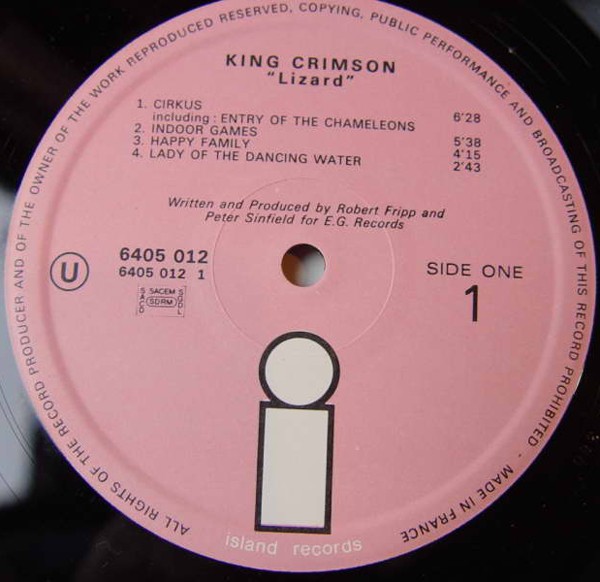 ALL RIGHTS OF THE RECORD PRODUCER AND OF THE OWNER OF THE WORK REPRODUCED RESERVED, COPYING, PUBLIC PERFORMANCE AND BROADCASTING OF THIS RECORD PROHIBITED - MADE IN FRANCE
KING CRIMSON
"Lizard"
1. CIRKUS
including : ENTRY OF THE CHAMELEONS 6'28
2. INDOOR GAMES 5'38
3. HAPPY FAMILY 4'15
4. LADY OF THE DANCING WATER 2'43
Written and Produced by Robert Fripp and
Peter Sinfield for E.G. Records
U
6405 012
6405 012 1
SACD SACEM SDRM SGDL
SIDE ONE
1
island records